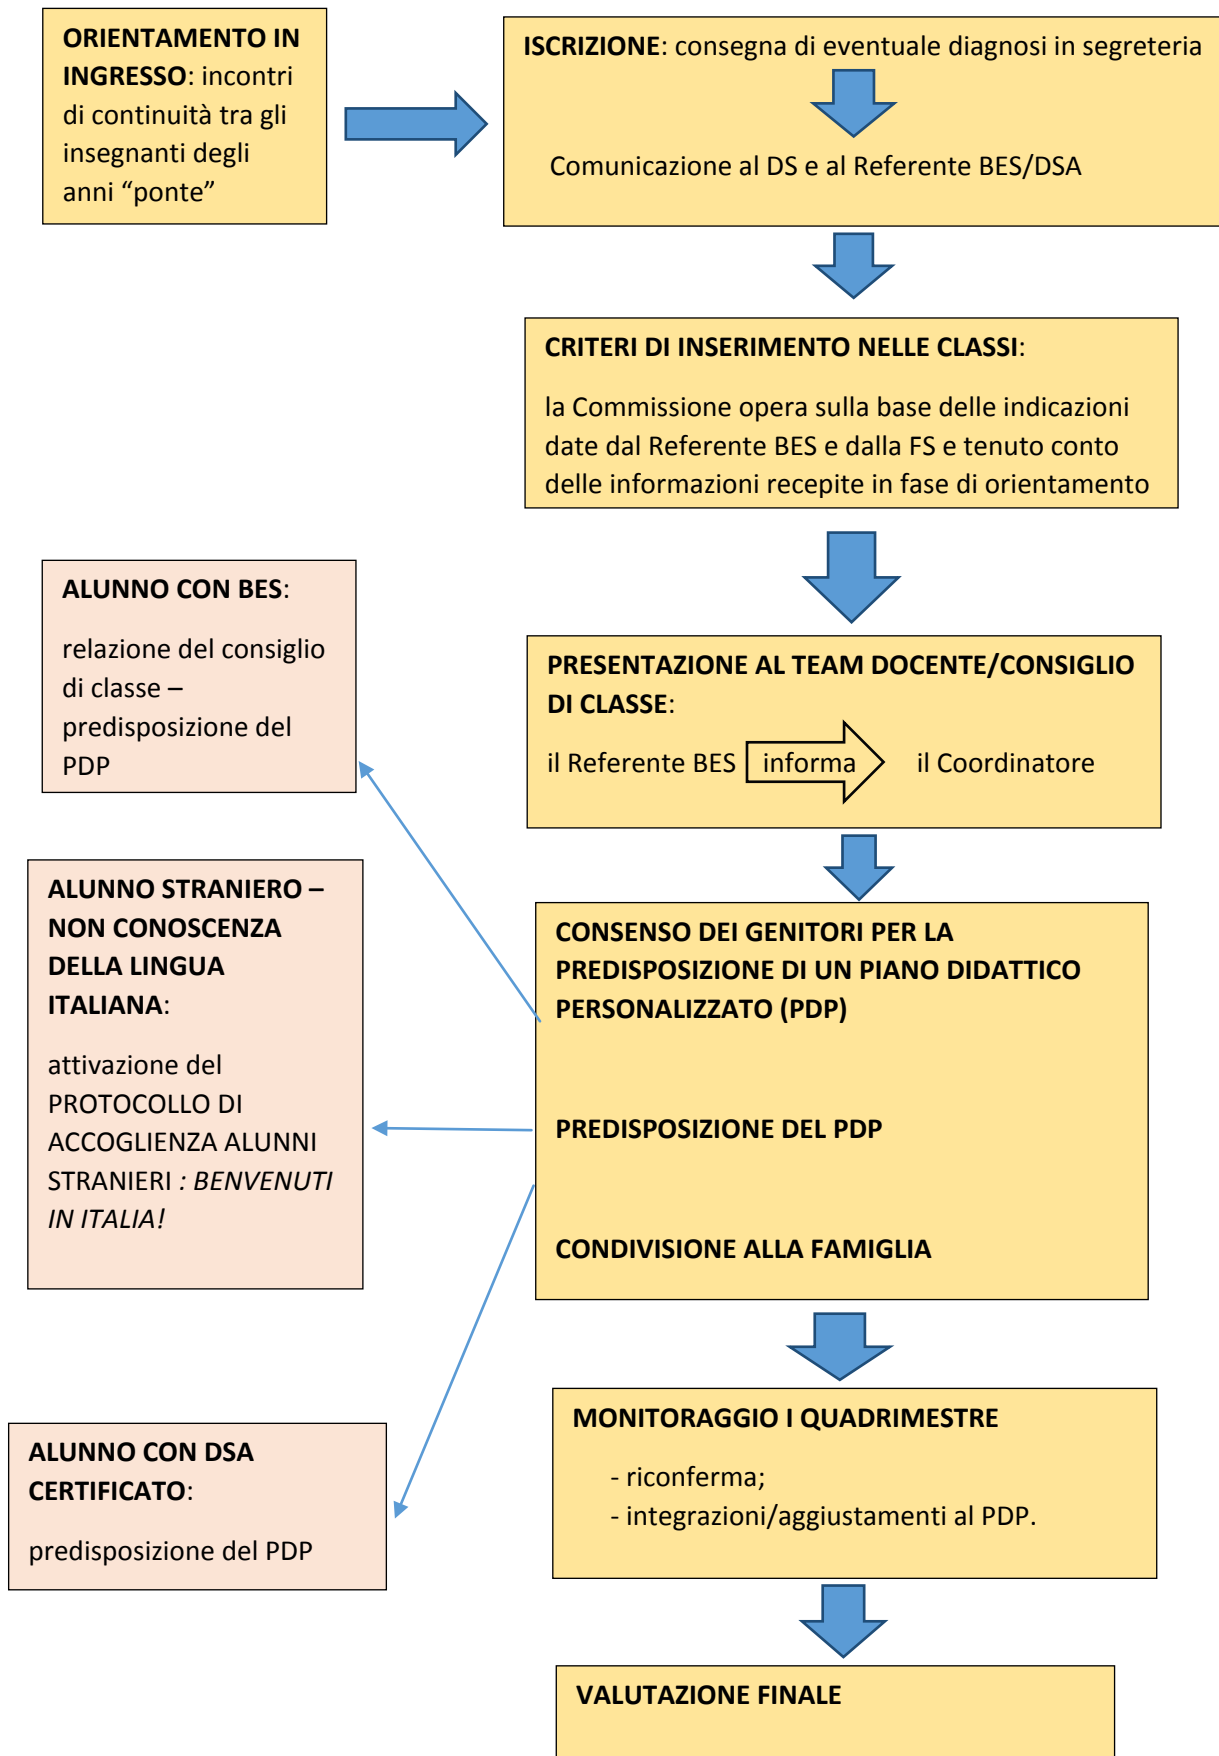 ORIENTAMENTO IN
INGRESSO: incontri
di continuità tra gli
insegnanti degli
anni “ponte”
ISCRIZIONE: consegna di eventuale diagnosi in segreteria
Comunicazione al DS e al Referente BES/DSA
CRITERI DI INSERIMENTO NELLE CLASSI:
la Commissione opera sulla base delle indicazioni
date dal Referente BES e dalla FS e tenuto conto
delle informazioni recepite in fase di orientamento
PRESENTAZIONE AL TEAM DOCENTE/CONSIGLIO
DI CLASSE:
il Referente BES informa il Coordinatore
ALUNNO CON BES:
relazione del consiglio
di classe –
predisposizione del
PDP
ALUNNO STRANIERO –
NON CONOSCENZA
DELLA LINGUA
ITALIANA:
attivazione del
PROTOCOLLO DI
ACCOGLIENZA ALUNNI
STRANIERI : BENVENUTI
IN ITALIA!
CONSENSO DEI GENITORI PER LA
PREDISPOSIZIONE DI UN PIANO DIDATTICO
PERSONALIZZATO (PDP)
PREDISPOSIZIONE DEL PDP
CONDIVISIONE ALLA FAMIGLIA
ALUNNO CON DSA
CERTIFICATO:
predisposizione del PDP
MONITORAGGIO I QUADRIMESTRE
- riconferma;
- integrazioni/aggiustamenti al PDP.
VALUTAZIONE FINALE